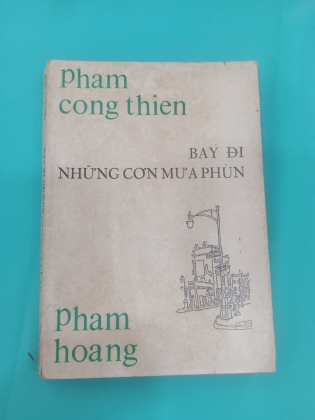 pham
cong thien
BAY ĐI
NHỮNG CƠN MƯA PHÙN
pham
hoang